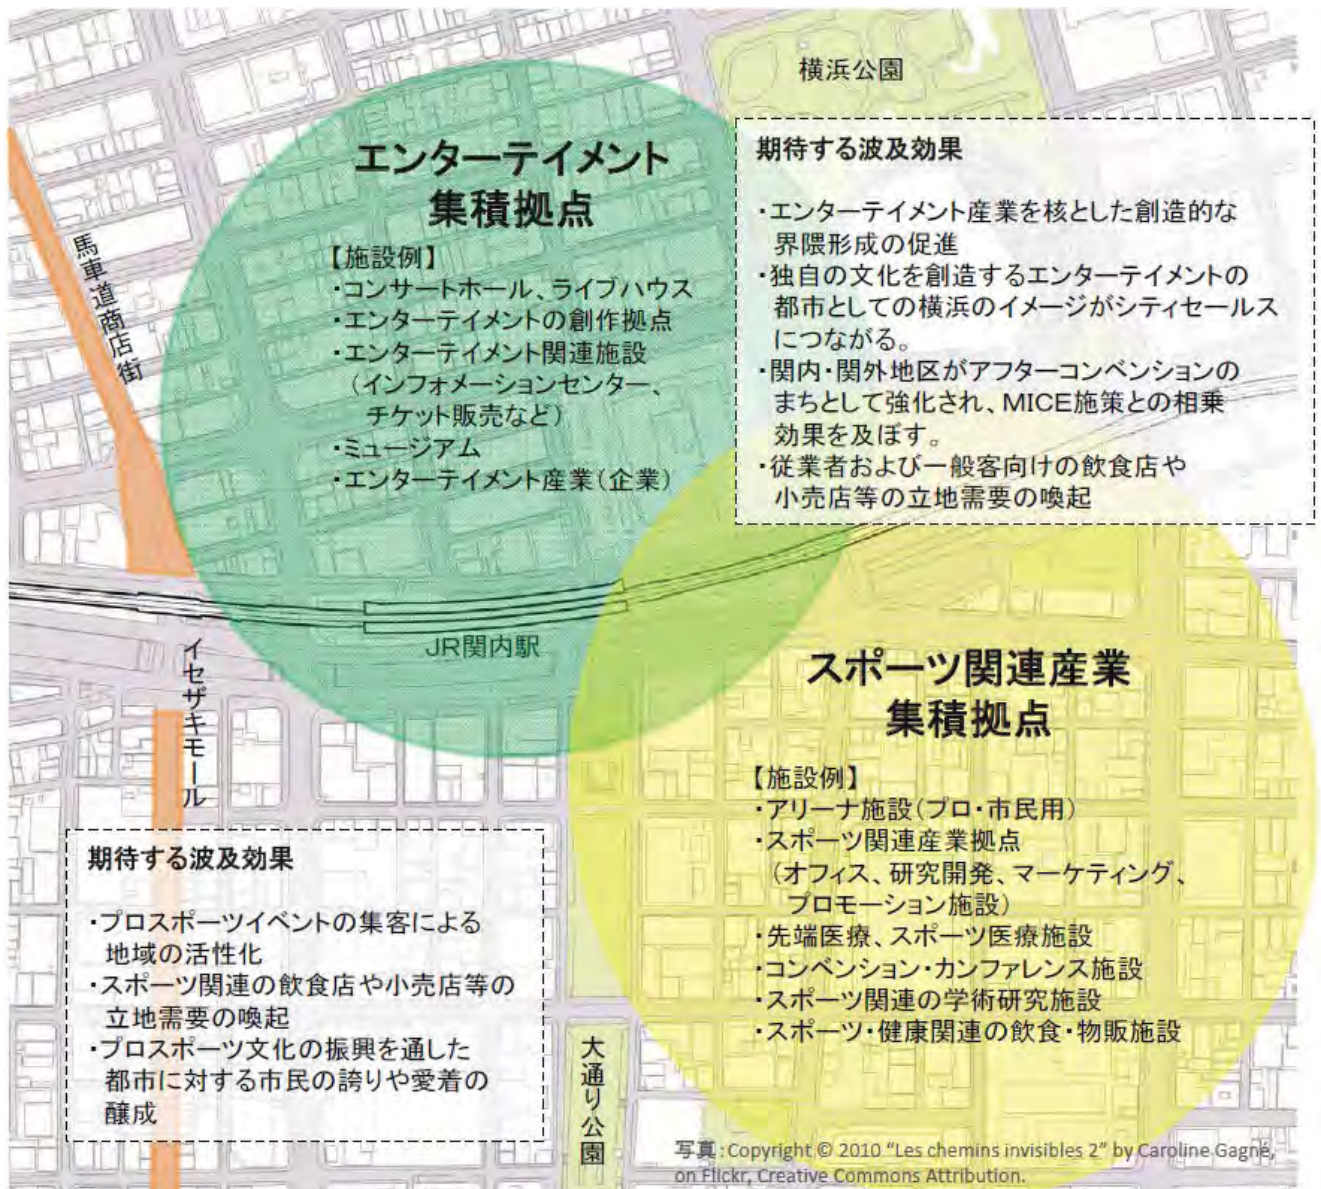 横浜公園
エンターテイメント
集積拠点
【施設例】
・コンサートホール、ライブハウス
・エンターテイメントの創作拠点
・エンターテイメント関連施設
(インフォメーションセンター、
チケット販売など)
・ミュージアム
・エンターテイメント産業(企業)
期待する波及効果
・エンターテイメント産業を核とした創造的な
界隈形成の促進
・独自の文化を創造するエンターテイメントの
都市としての横浜のイメージがシティセールス
につながる。
・関内・関外地区がアフターコンベンションの
まちとして強化され、MICE施策との相乗
効果を及ぼす。
・従業者および一般客向けの飲食店や
小売店等の立地需要の喚起
馬車道商店街
JR関内駅
イセザキモール
スポーツ関連産業
集積拠点
【施設例】
・アリーナ施設(プロ・市民用)
・スポーツ関連産業拠点
(オフィス、研究開発、マーケティング、
プロモーション施設)
・先端医療、スポーツ医療施設
・コンベンション・カンファレンス施設
・スポーツ関連の学術研究施設
・スポーツ・健康関連の飲食・物販施設
期待する波及効果
・プロスポーツイベントの集客による
地域の活性化
・スポーツ関連の飲食店や小売店等の
立地需要の喚起
・プロスポーツ文化の振興を通した
都市に対する市民の誇りや愛着の
醸成
大通り公園
写真:Copyright © 2010 "Les chemins invisibles 2" by Caroline Gagné,
on Flickr, Creative Commons Attribution.